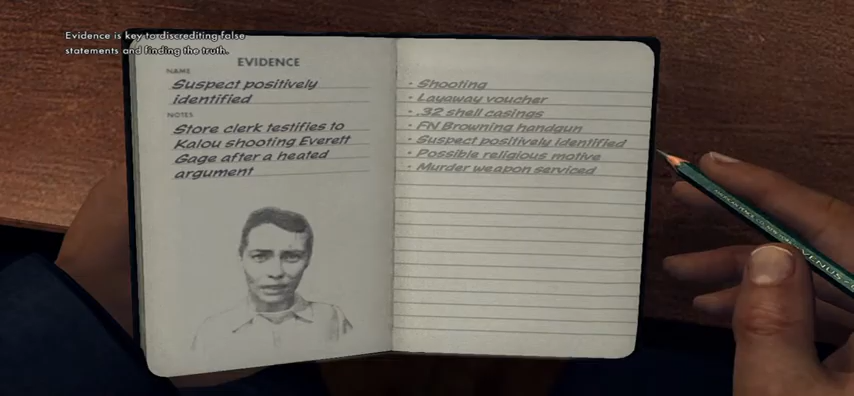 Evidence is key to discrediting false
statements and finding the truth.
EVIDENCE
NAME
Suspect positively
identified
NOTES
Store clerk testifies to
Kalou shooting Everett
Gage after a heated
argument
- Shooting
- Layaway voucher
- .32 shell casings
- FN Browning handgun
- Suspect positively identified
- Possible religious motive
- Murder weapon serviced
VENUS